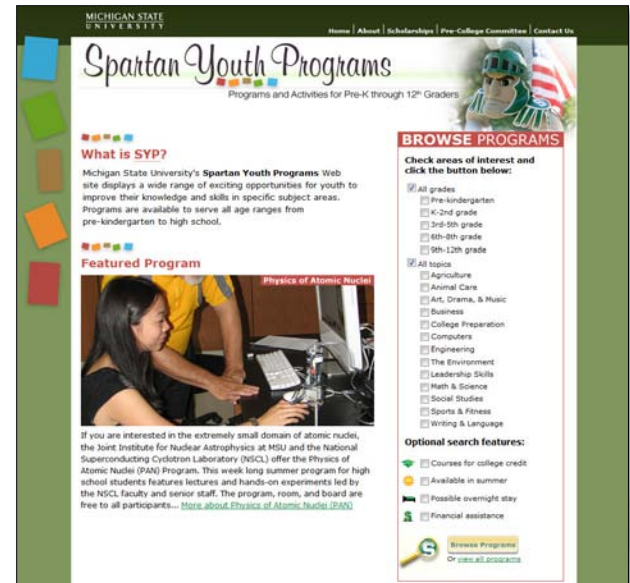 MICHIGAN STATE
UNIVERSITY
Home | About | Scholarships | Pre-College Committee | Contact Us
Spartan Youth Programs
Programs and Activities for Pre-K through 12th Graders
What is SYP?
Michigan State University's Spartan Youth Programs Web
site displays a wide range of exciting opportunities for youth to
improve their knowledge and skills in specific subject areas.
Programs are available to serve all age ranges from
pre-kindergarten to high school.
Featured Program
Physics of Atomic Nuclei
If you are interested in the extremely small domain of atomic nuclei,
the Joint Institute for Nuclear Astrophysics at MSU and the National
Superconducting Cyclotron Laboratory (NSCL) offer the Physics of
Atomic Nuclei (PAN) Program. This week long summer program for high
school students features lectures and hands-on experiments led by
the NSCL faculty and senior staff. The program, room, and board are
free to all participants... More about Physics of Atomic Nuclei (PAN)
BROWSE PROGRAMS
Check areas of interest and
click the button below:
All grades
Pre-kindergarten
K-2nd grade
3rd-5th grade
6th-8th grade
9th-12th grade
All topics
Agriculture
Animal Care
Art, Drama, & Music
Business
College Preparation
Computers
Engineering
The Environment
Leadership Skills
Math & Science
Social Studies
Sports & Fitness
Writing & Language
Optional search features:
Courses for college credit
Available in summer
Possible overnight stay
Financial assistance
Browse Programs
Or view all programs